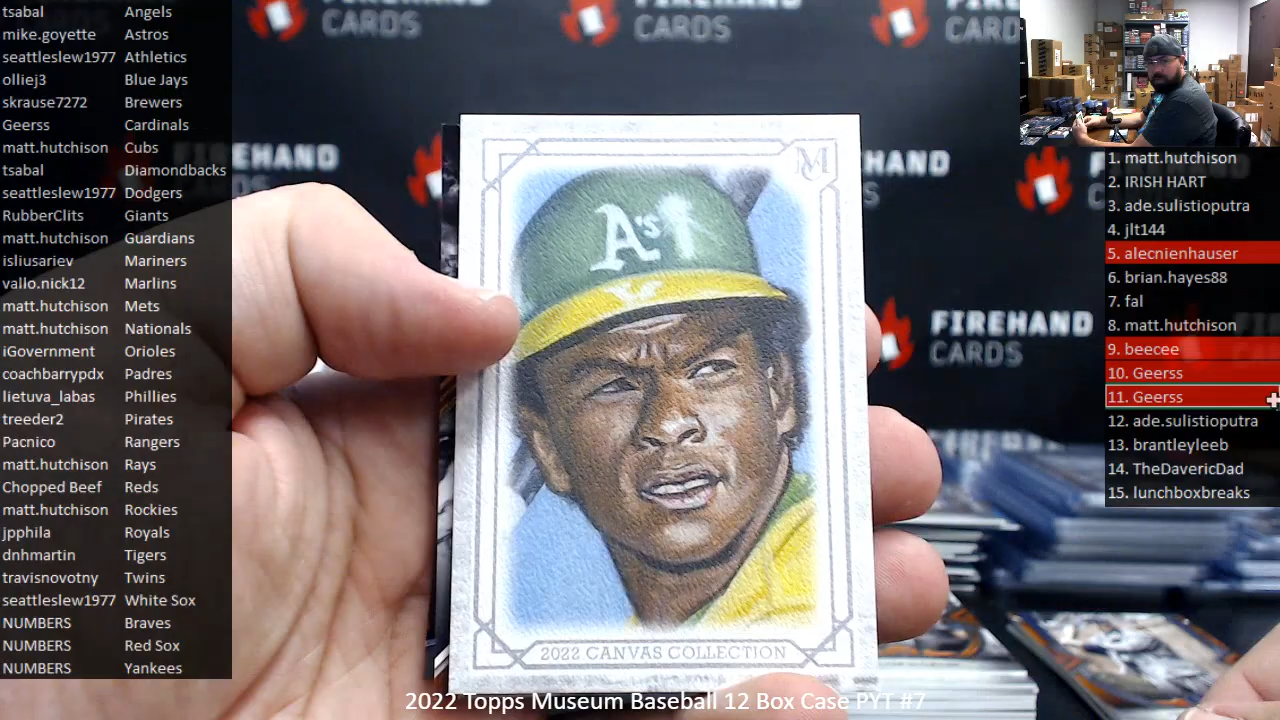 tsabal Angels
mike.goyette Astros
seattleslew1977 Athletics
olliej3 Blue Jays
skrause7272 Brewers
Geerss Cardinals
matt.hutchison Cubs
tsabal Diamondbacks
seattleslew1977 Dodgers
RubberClits Giants
matt.hutchison Guardians
isliusariev Mariners
vallo.nick12 Marlins
matt.hutchison Mets
matt.hutchison Nationals
iGovernment Orioles
coachbarrypdx Padres
lietuva_labas Phillies
treeder2 Pirates
Pacnico Rangers
matt.hutchison Rays
Chopped Beef Reds
matt.hutchison Rockies
jpphila Royals
dnhmartin Tigers
travisnovotny Twins
seattleslew1977 White Sox
NUMBERS Braves
NUMBERS Red Sox
NUMBERS Yankees
CARDS
CARDS
CARD
FIREHAND
CARDS
FIREHAND
FIREHAND
CARDS
M
A's
2022 CANVAS COLLECTION
1. matt.hutchison
2. IRISH HART
3. ade.sulistioputra
4. jlt144
5. alecnienhauser
6. brian.hayes88
7. fal
8. matt.hutchison
9. beecee
10. Geerss
11. Geerss
12. ade.sulistioputra
13. brantleyleeb
14. TheDavericDad
15. lunchboxbreaks
2022 Topps Museum Baseball 12 Box Case PYT #7